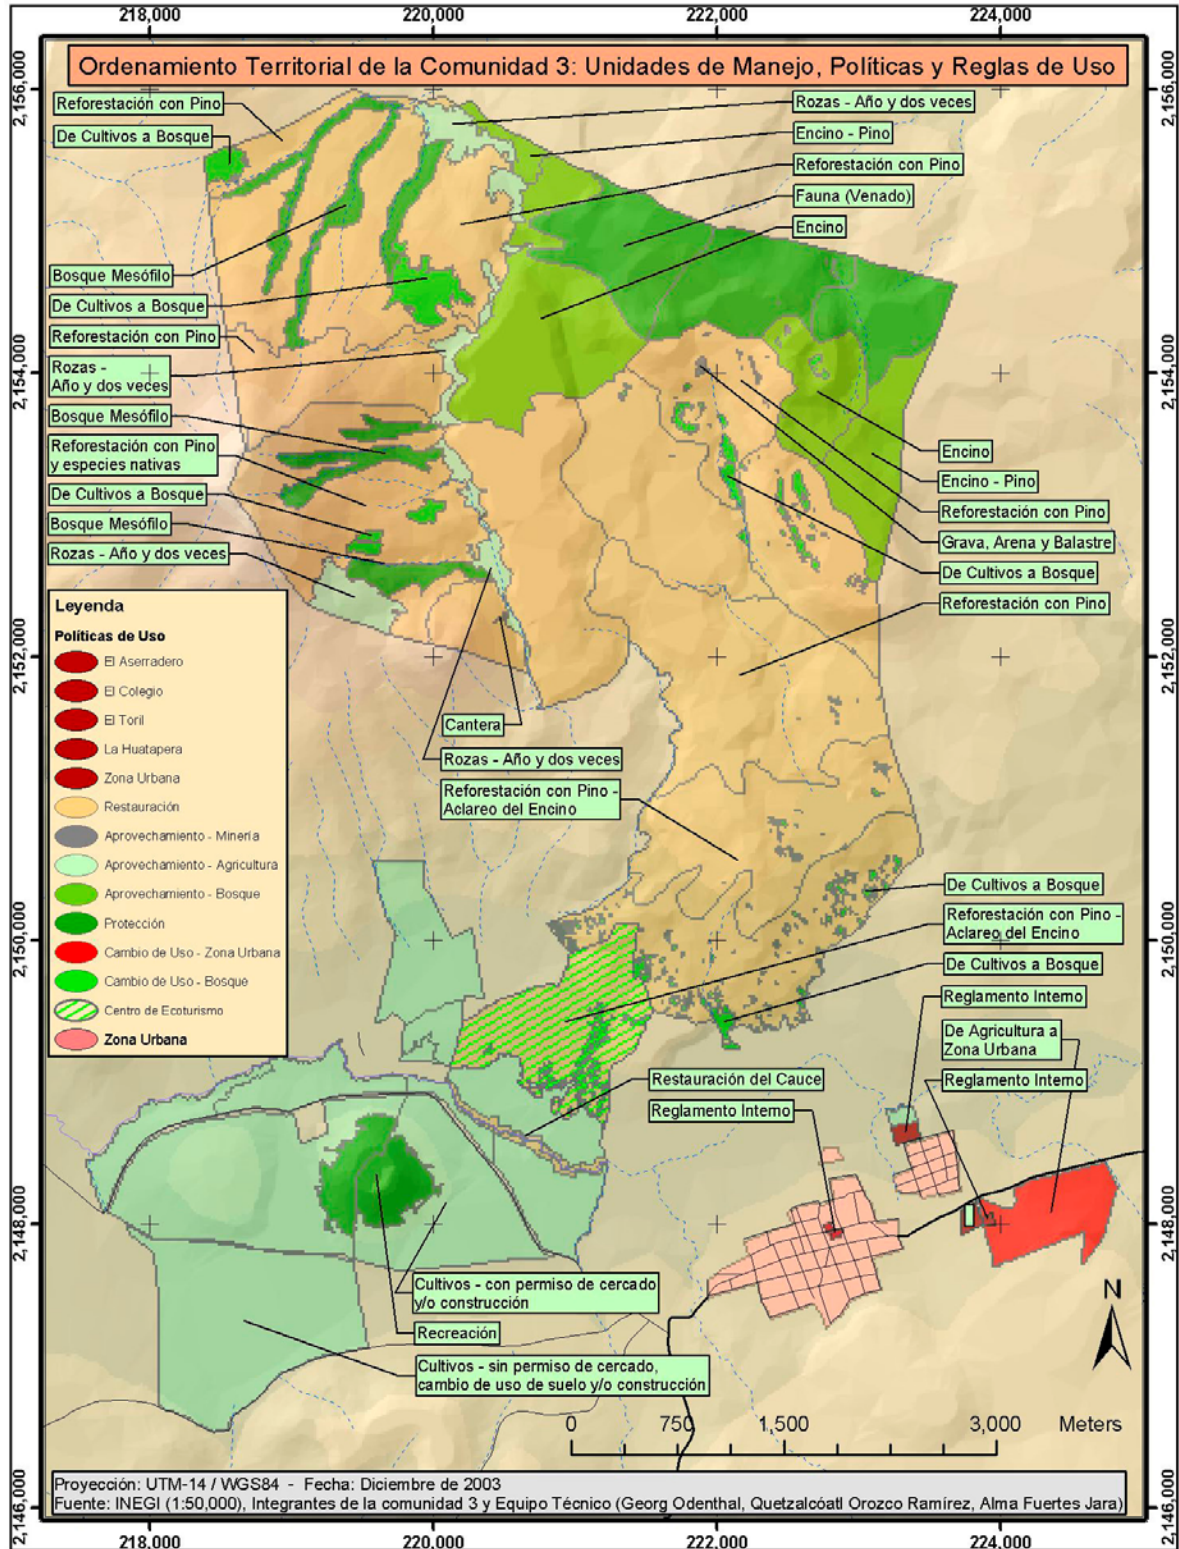 218,000
220,000
222,000
224,000
2,156,000
2,156,000
Ordenamiento Territorial de la Comunidad 3: Unidades de Manejo, Políticas y Reglas de Uso
Reforestación con Pino
De Cultivos a Bosque
Rozas - Año y dos veces
Encino - Pino
Reforestación con Pino
Fauna (Venado)
Encino
Bosque Mesófilo
De Cultivos a Bosque
Reforestación con Pino
Rozas -
Año y dos veces
Bosque Mesófilo
Reforestación con Pino
y especies nativas
De Cultivos a Bosque
Bosque Mesófilo
Rozas - Año y dos veces
2,154,000
2,154,000
Encino
Encino - Pino
Reforestación con Pino
Grava, Arena y Balastre
De Cultivos a Bosque
Reforestación con Pino
2,152,000
2,152,000
Leyenda
Políticas de Uso
El Aserradero
El Colegio
El Toril
La Huatapera
Zona Urbana
Restauración
Aprovechamiento - Minería
Aprovechamiento - Agricultura
Aprovechamiento - Bosque
Protección
Cambio de Uso - Zona Urbana
Cambio de Uso - Bosque
Centro de Ecoturismo
Zona Urbana
Cantera
Rozas - Año y dos veces
Reforestación con Pino -
Aclareo del Encino
De Cultivos a Bosque
Reforestación con Pino -
Aclareo del Encino
De Cultivos a Bosque
Reglamento Interno
De Agricultura a
Zona Urbana
Reglamento Interno
2,150,000
2,150,000
Restauración del Cauce
Reglamento Interno
2,148,000
2,148,000
Cultivos - con permiso de cercado
y/o construcción
Recreación
Cultivos - sin permiso de cercado,
cambio de uso de suelo y/o construcción
N
0 750 1,500 3,000 Meters
Proyección: UTM-14 / WGS84 - Fecha: Diciembre de 2003
Fuente: INEGI (1:50,000), Integrantes de la comunidad 3 y Equipo Técnico (Georg Odenthal, Quetzalcóatl Orozco Ramírez, Alma Fuertes Jara)
2,146,000
2,146,000
218,000
220,000
222,000
224,000